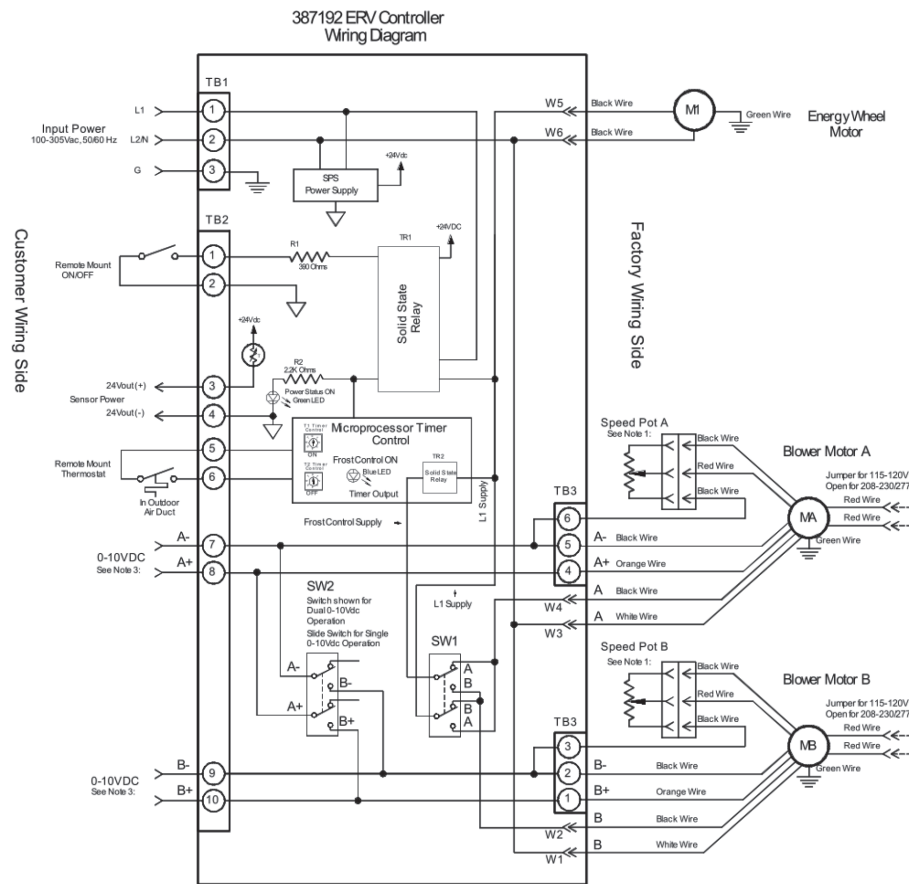 387192 ERV Controller
Wiring Diagram
TB1
L1
1
Input Power
100-305Vac, 50/60 Hz
L2/N
2
G
3
+24Vdc
SPS
Power Supply
W5
Black Wire
M1
Green Wire
Energy Wheel
Motor
W6
Black Wire
Customer Wiring Side
Factory Wiring Side
TB2
1
Remote Mount
ON/OFF
2
R1
390 Ohms
TR1
+24VDC
Solid State
Relay
+24Vdc
R2
2.2K Ohms
Power Status ON
Green LED
24Vout(+)
3
Sensor Power
24Vout(-)
4
5
Remote Mount
Thermostat
6
In Outdoor
Air Duct
T1 Timer
Control
ON
T2 Timer
Control
OFF
Microprocessor Timer
Control
Frost Control ON
Blue LED
Timer Output
TR2
Solid State
Relay
Frost Control Supply
L1 Supply
A-
7
0-10VDC
See Note 3:
A+
8
SW2
Switch shown for
Dual 0-10Vdc
Operation
Slide Switch for Single
0-10Vdc Operation
A-
B-
A+
B+
L1 Supply
SW1
A
B
B
A
TB3
6
5
4
Speed Pot A
See Note 1:
Black Wire
Red Wire
Black Wire
A-
Black Wire
A+
Orange Wire
A
Black Wire
W4
A
White Wire
W3
Blower Motor A
Jumper for 115-120V
Open for 208-230/277
Red Wire
MA
Red Wire
Green Wire
Speed Pot B
See Note 1:
Black Wire
Red Wire
Black Wire
TB3
3
2
1
B-
Black Wire
B+
Orange Wire
B
Black Wire
W2
B
White Wire
W1
Blower Motor B
Jumper for 115-120V
Open for 208-230/277
Red Wire
MB
Red Wire
Green Wire
B-
9
0-10VDC
See Note 3:
B+
10